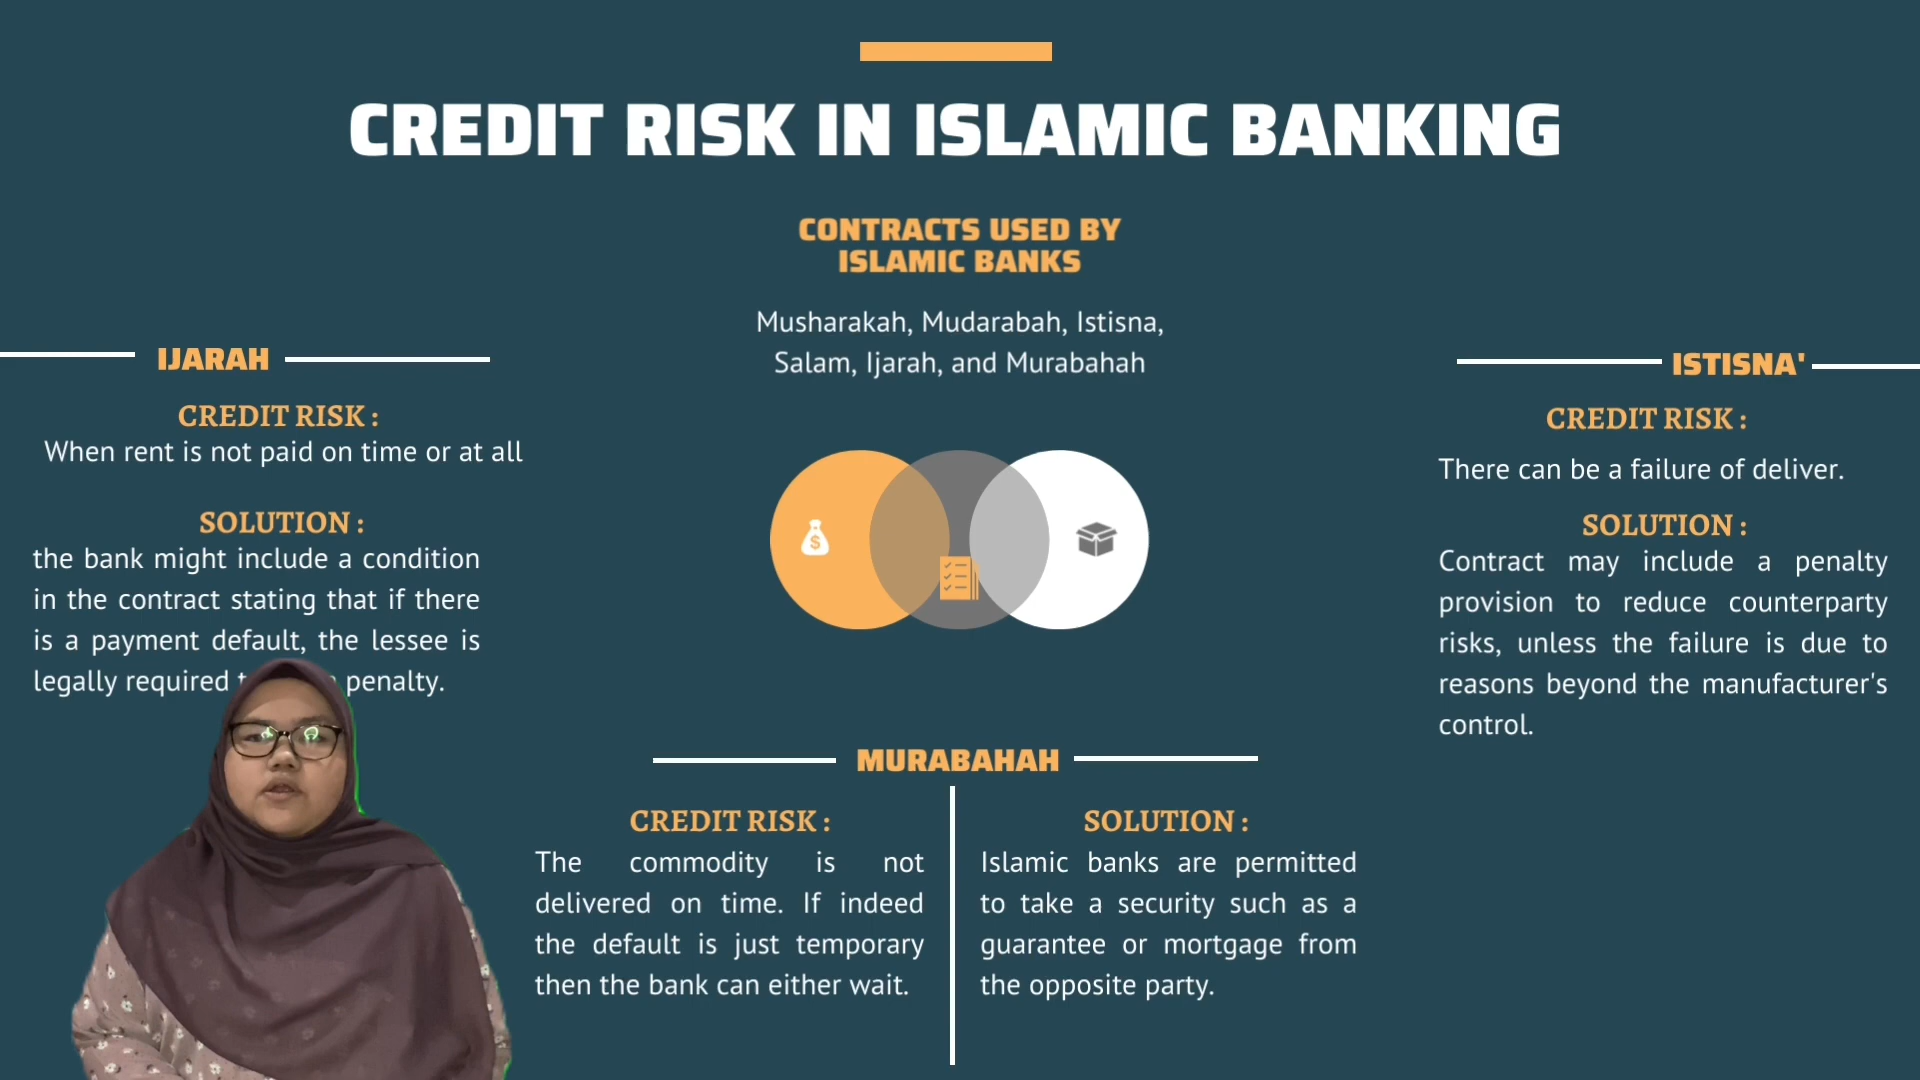 CREDIT RISK IN ISLAMIC BANKING
CONTRACTS USED BY
ISLAMIC BANKS
Musharakah, Mudarabah, Istisna,
Salam, Ijarah, and Murabahah
IJARAH
CREDIT RISK :
When rent is not paid on time or at all
SOLUTION :
the bank might include a condition
in the contract stating that if there
is a payment default, the lessee is
legally required penalty.
ISTISNA'
CREDIT RISK :
There can be a failure of deliver.
SOLUTION :
Contract may include a penalty
provision to reduce counterparty
risks, unless the failure is due to
reasons beyond the manufacturer's
control.
MURABAHAH
CREDIT RISK :
The commodity is not
delivered on time. If indeed
the default is just temporary
then the bank can either wait.
SOLUTION :
Islamic banks are permitted
to take a security such as a
guarantee or mortgage from
the opposite party.